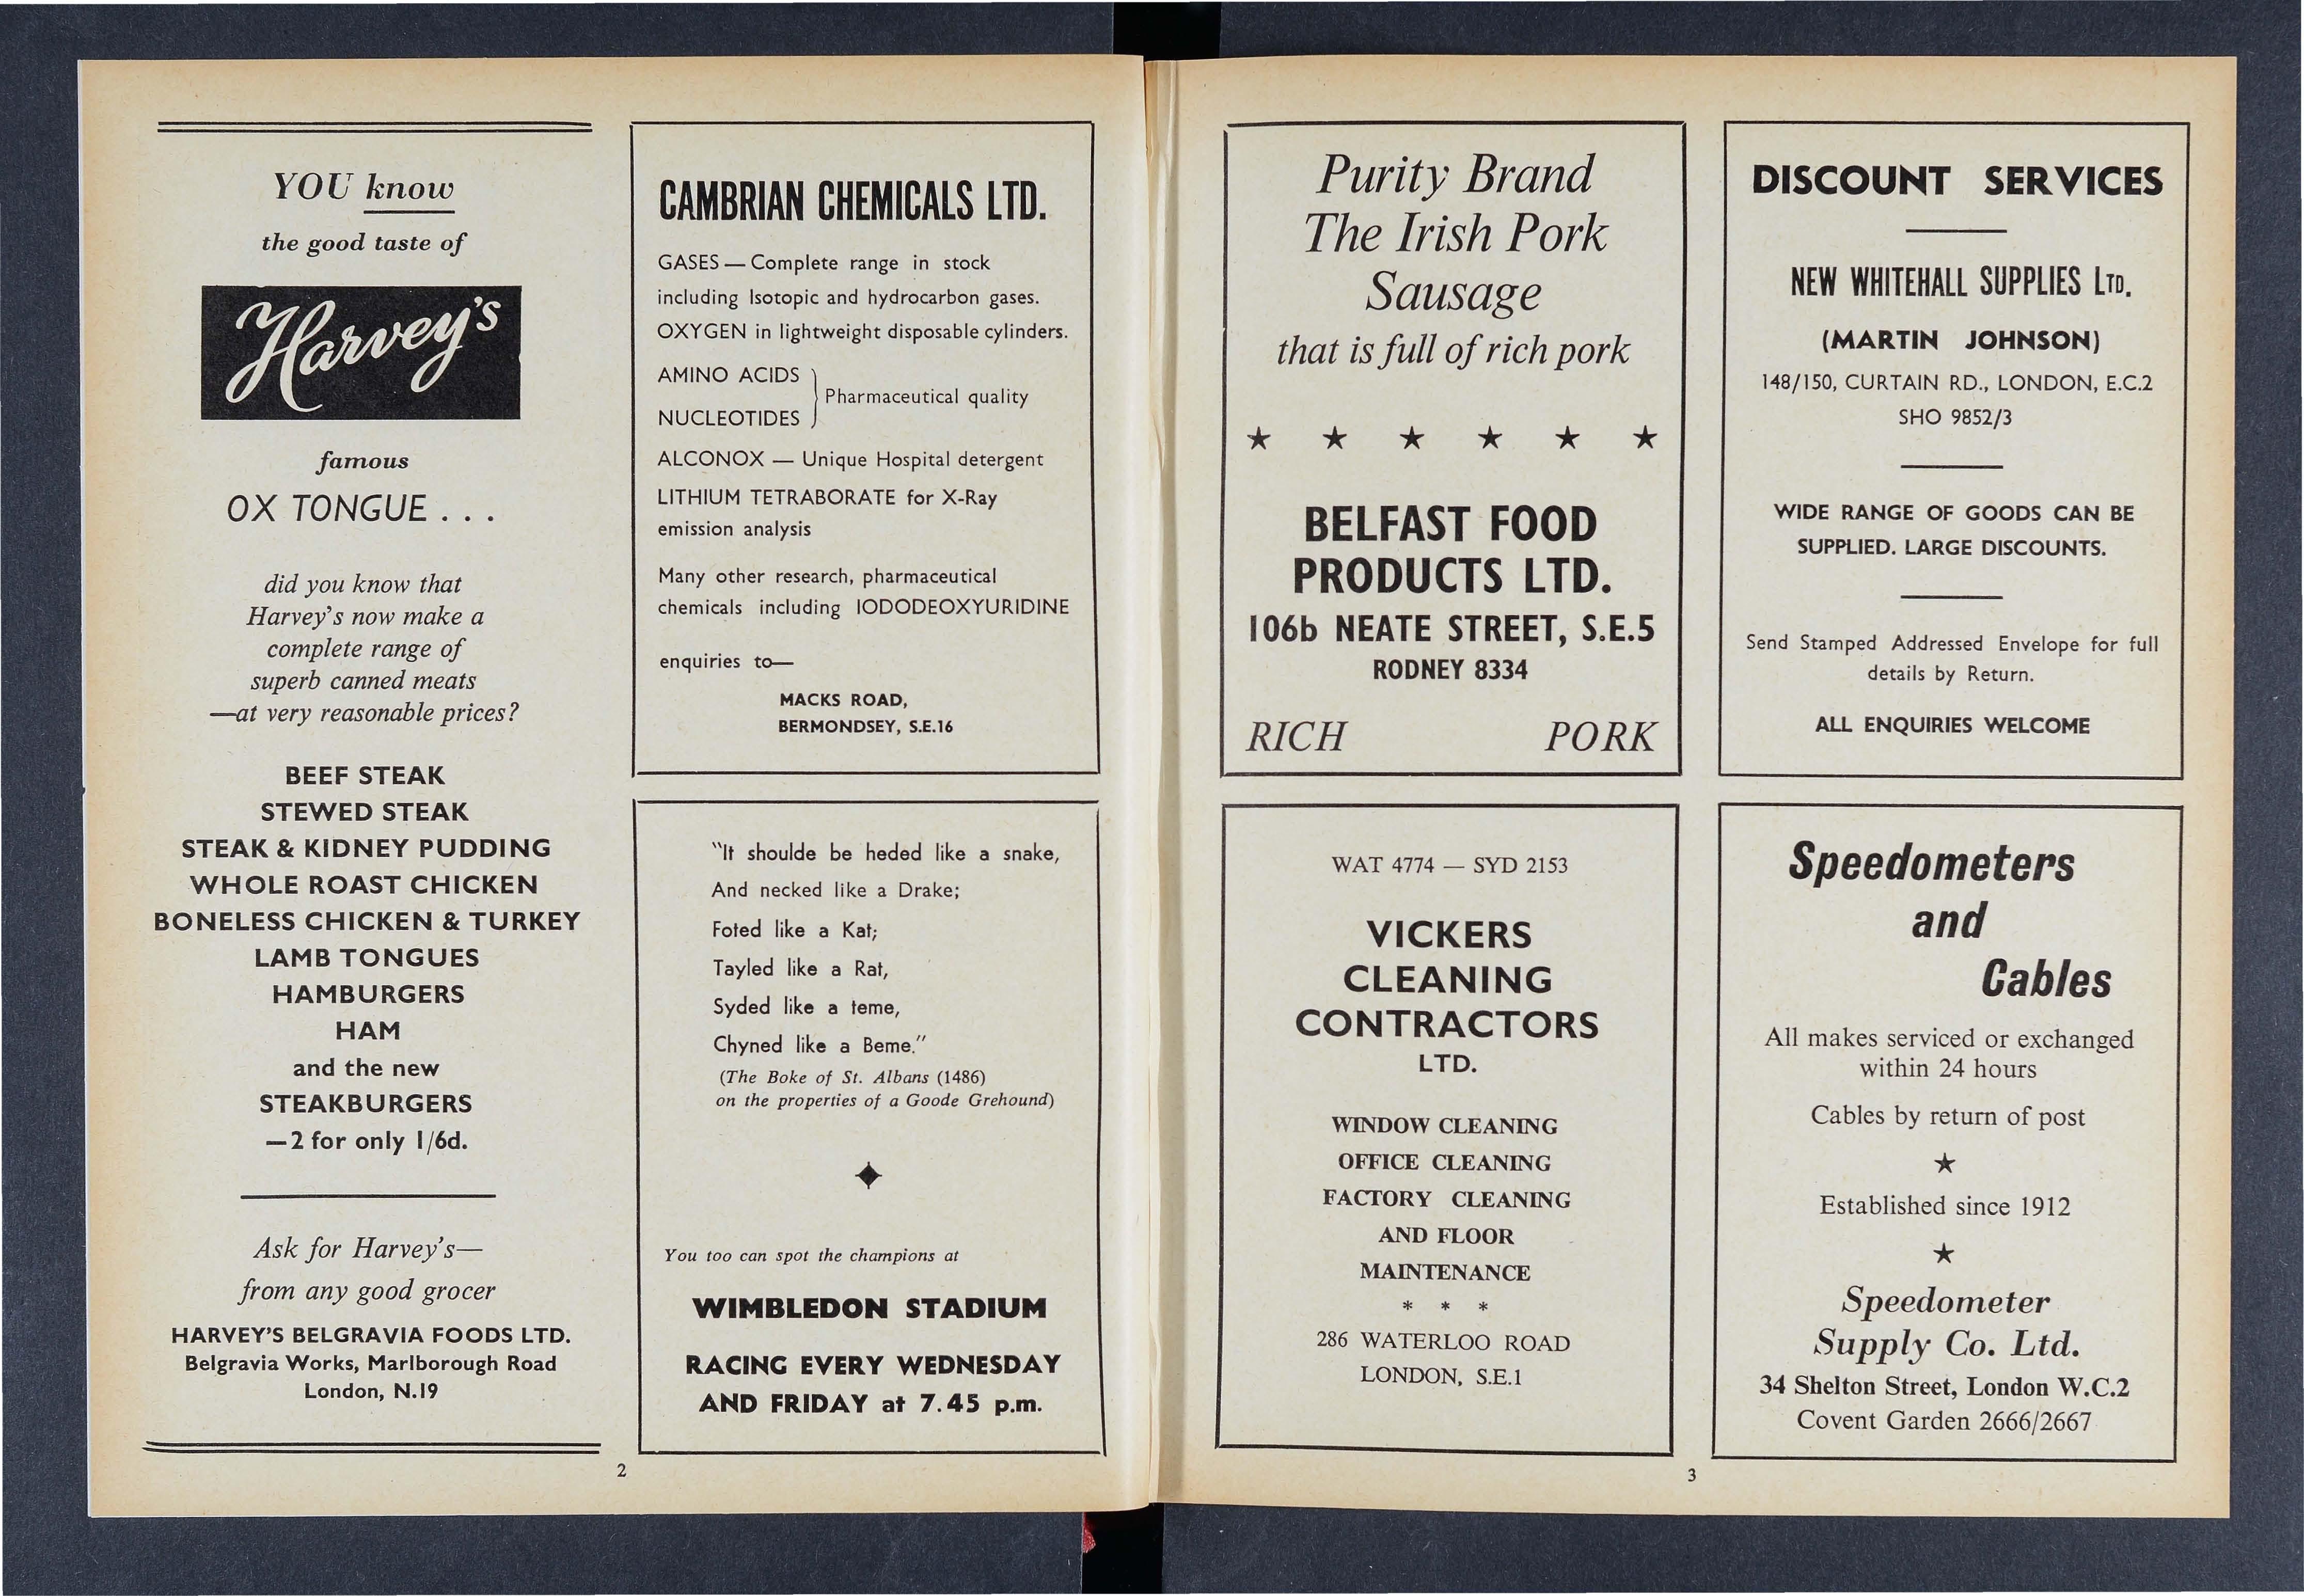 YOU know
the good taste of
Harvey's
famous
OX TONGUE . . .
did you know that
Harvey's now make a
complete range of
superb canned meats
—at very reasonable prices?
BEEF STEAK
STEWED STEAK
STEAK & KIDNEY PUDDING
WHOLE ROAST CHICKEN
BONELESS CHICKEN & TURKEY
LAMB TONGUES
HAMBURGERS
HAM
and the new
STEAKBURGERS
—2 for only 1/6d.
Ask for Harvey's—
from any good grocer
HARVEY'S BELGRAVIA FOODS LTD.
Belgravia Works, Marlborough Road
London, N.19
CAMBRIAN CHEMICALS LTD.
GASES — Complete range in stock
including Isotopic and hydrocarbon gases.
OXYGEN in lightweight disposable cylinders.
AMINO ACIDS
NUCLEOTIDES
Pharmaceutical quality
ALCONOX — Unique Hospital detergent
LITHIUM TETRABORATE for X-Ray
emission analysis
Many other research, pharmaceutical
chemicals including IODODEOXYURIDINE
enquiries to—
MACKS ROAD,
BERMONDSEY, S.E.16
"It shoulde be heded like a snake,
And necked like a Drake;
Foted like a Kat;
Tayled like a Rat,
Syded like a teme,
Chyned like a Beme."
(The Boke of St. Albans (1486)
on the properties of a Goode Grehound)
You too can spot the champions at
WIMBLEDON STADIUM
RACING EVERY WEDNESDAY
AND FRIDAY at 7.45 p.m.
2
Purity Brand
The Irish Pork
Sausage
that is full of rich pork
★ ★ ★ ★ ★ ★
BELFAST FOOD
PRODUCTS LTD.
106b NEATE STREET, S.E.5
RODNEY 8334
RICH PORK
DISCOUNT SERVICES
NEW WHITEHALL SUPPLIES LTD.
(MARTIN JOHNSON)
148/150, CURTAIN RD., LONDON, E.C.2
SHO 9852/3
WIDE RANGE OF GOODS CAN BE
SUPPLIED. LARGE DISCOUNTS.
Send Stamped Addressed Envelope for full
details by Return.
ALL ENQUIRIES WELCOME
WAT 4774 — SYD 2153
VICKERS
CLEANING
CONTRACTORS
LTD.
WINDOW CLEANING
OFFICE CLEANING
FACTORY CLEANING
AND FLOOR
MAINTENANCE
* * *
286 WATERLOO ROAD
LONDON, S.E.1
Speedometers
and
Cables
All makes serviced or exchanged
within 24 hours
Cables by return of post
★
Established since 1912
★
Speedometer
Supply Co. Ltd.
34 Shelton Street, London W.C.2
Covent Garden 2666/2667
3